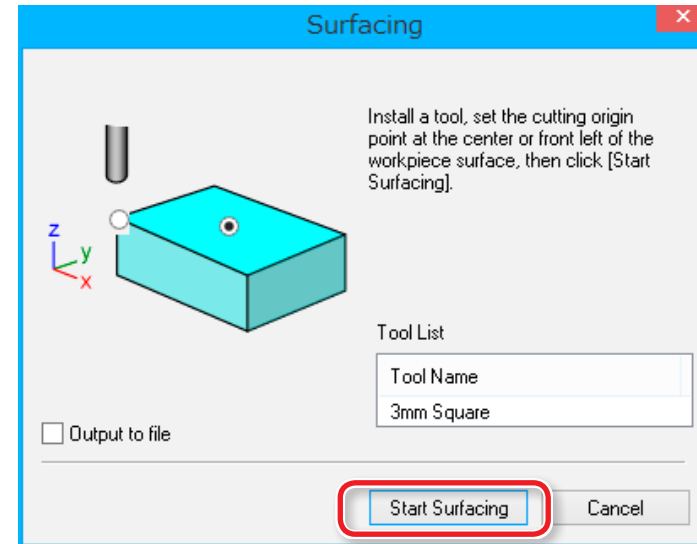 Surfacing
Install a tool, set the cutting origin
point at the center or front left of the
workpiece surface, then click [Start
Surfacing].
z
y
x
Tool List
Tool Name
3mm Square
Output to file
Start Surfacing
Cancel